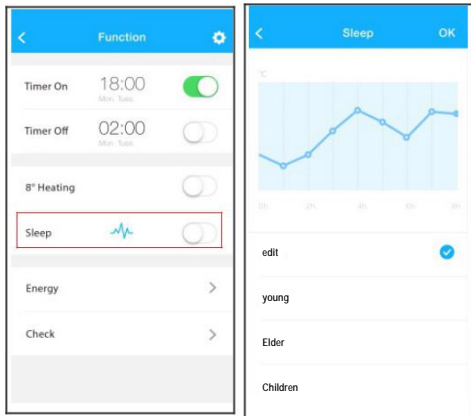 Function
Timer On
18:00
Mon. Tues.
Timer Off
02:00
Mon. Tues.
8° Heating
Sleep
Energy
Check
Sleep
OK
°C
0h
2h
4h
6h
8h
edit
young
Elder
Children